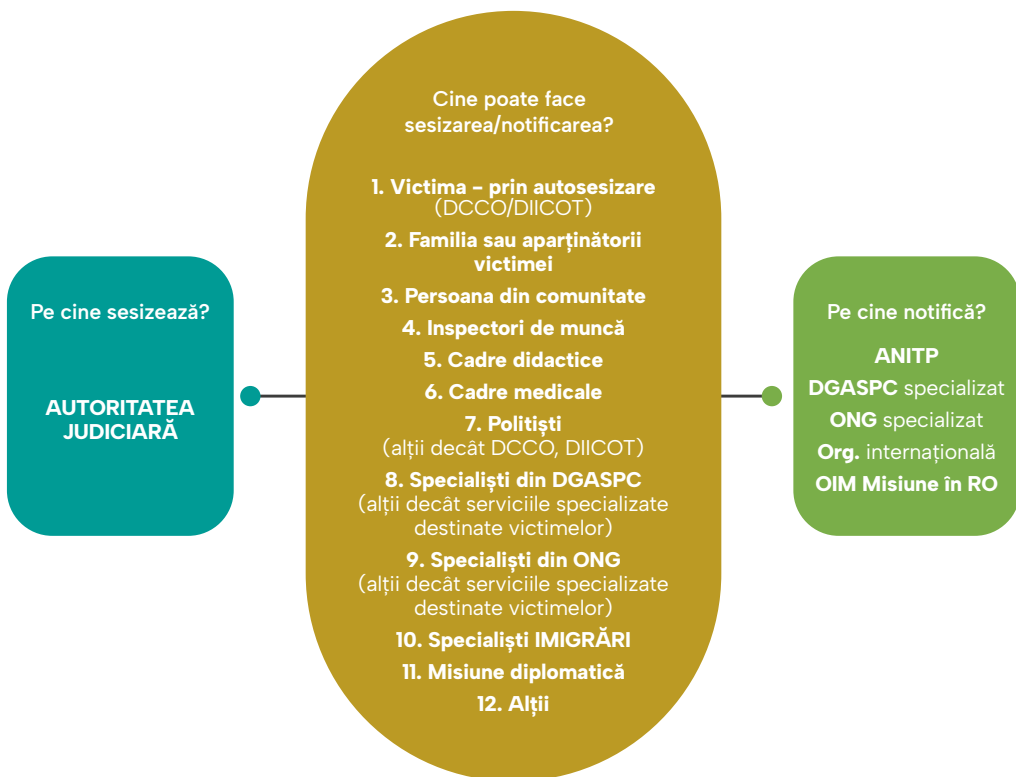 Cine poate face
sesizarea/notificarea?
1. Victima – prin autosesizare
(DCCO/DIICOT)
2. Familia sau aparținătorii
victimei
3. Persoana din comunitate
4. Inspectori de muncă
5. Cadre didactice
6. Cadre medicale
7. Polițiști
(alții decât DCCO, DIICOT)
8. Specialiști din DGASPC
(alții decât serviciile specializate
destinate victimelor)
9. Specialiști din ONG
(alții decât serviciile specializate
destinate victimelor)
10. Specialiști IMIGRĂRI
11. Misiune diplomatică
12. Alții
Pe cine sesizează?
AUTORITATEA
JUDICIARĂ
Pe cine notifică?
ANITP
DGASPC specializat
ONG specializat
Org. internațională
OIM Misiune în RO